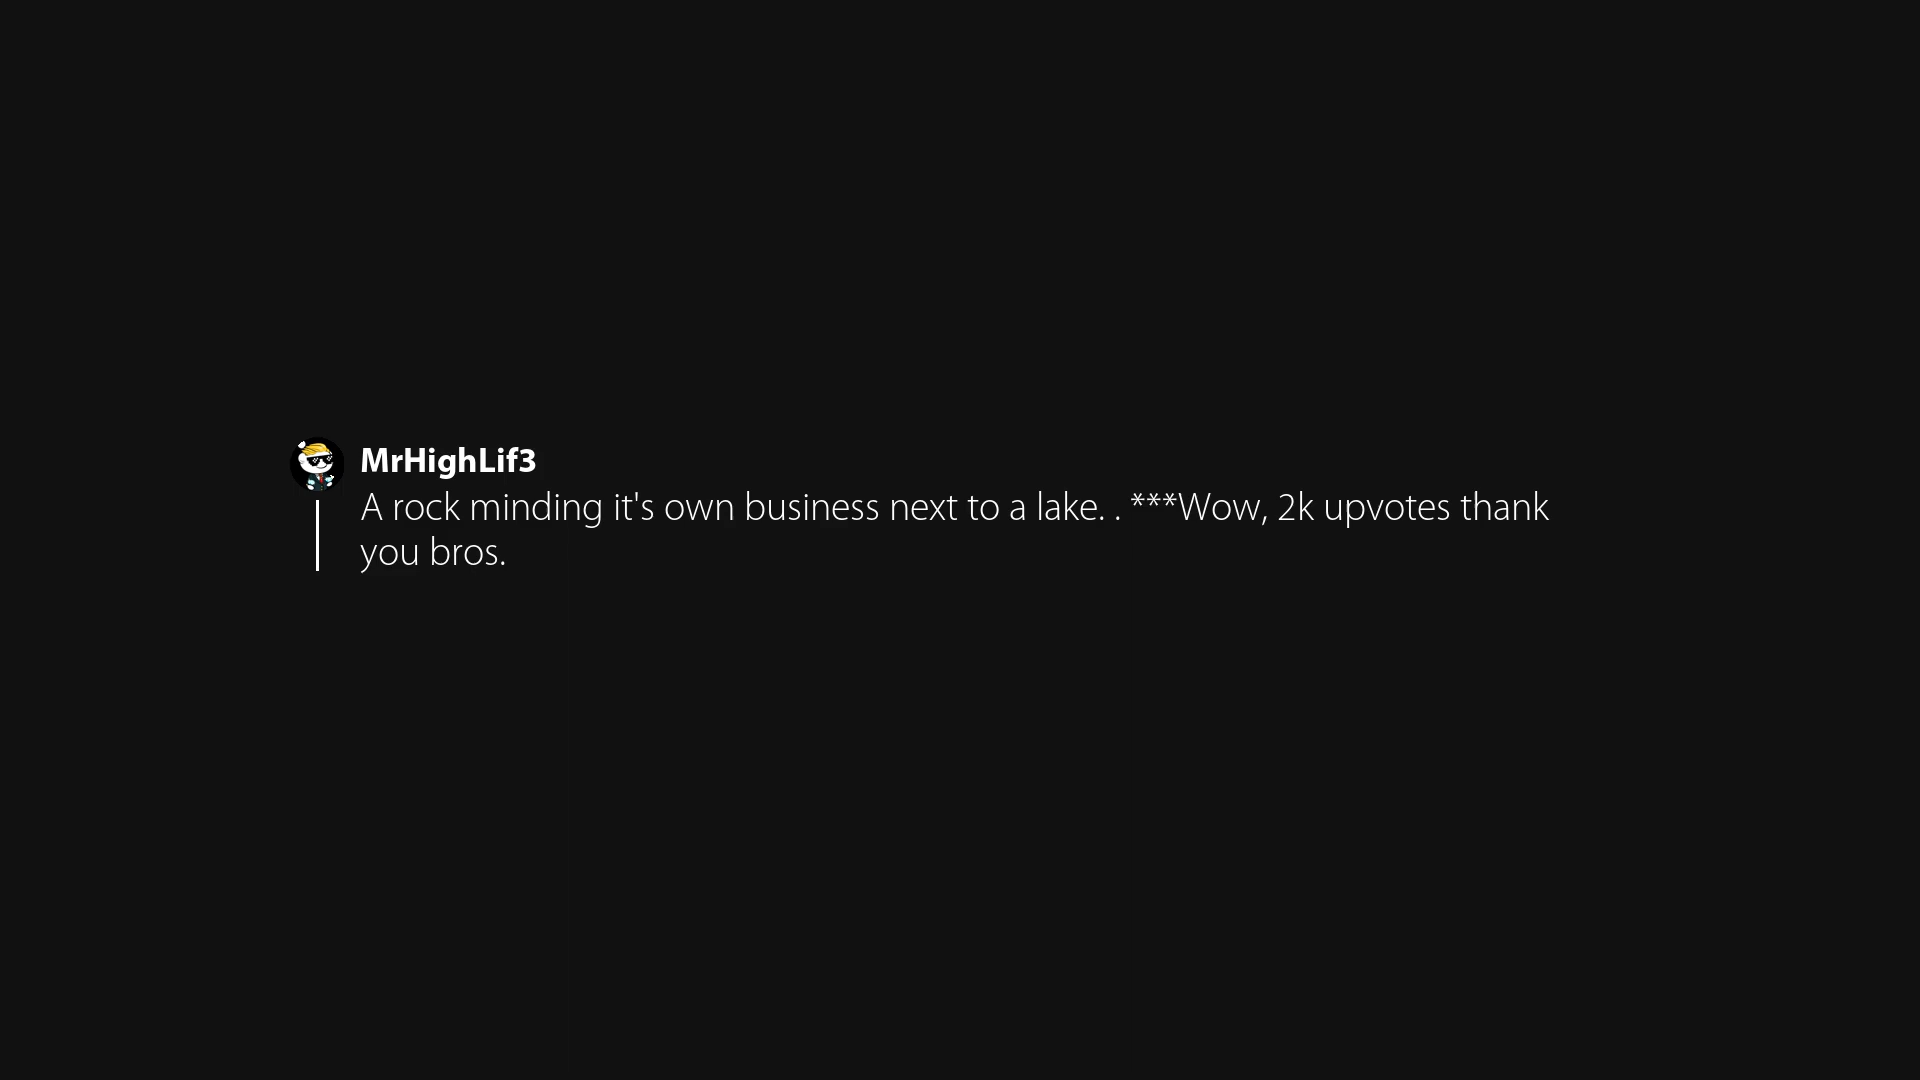 MrHighLif3
A rock minding it's own business next to a lake. . ***Wow, 2k upvotes thank
you bros.